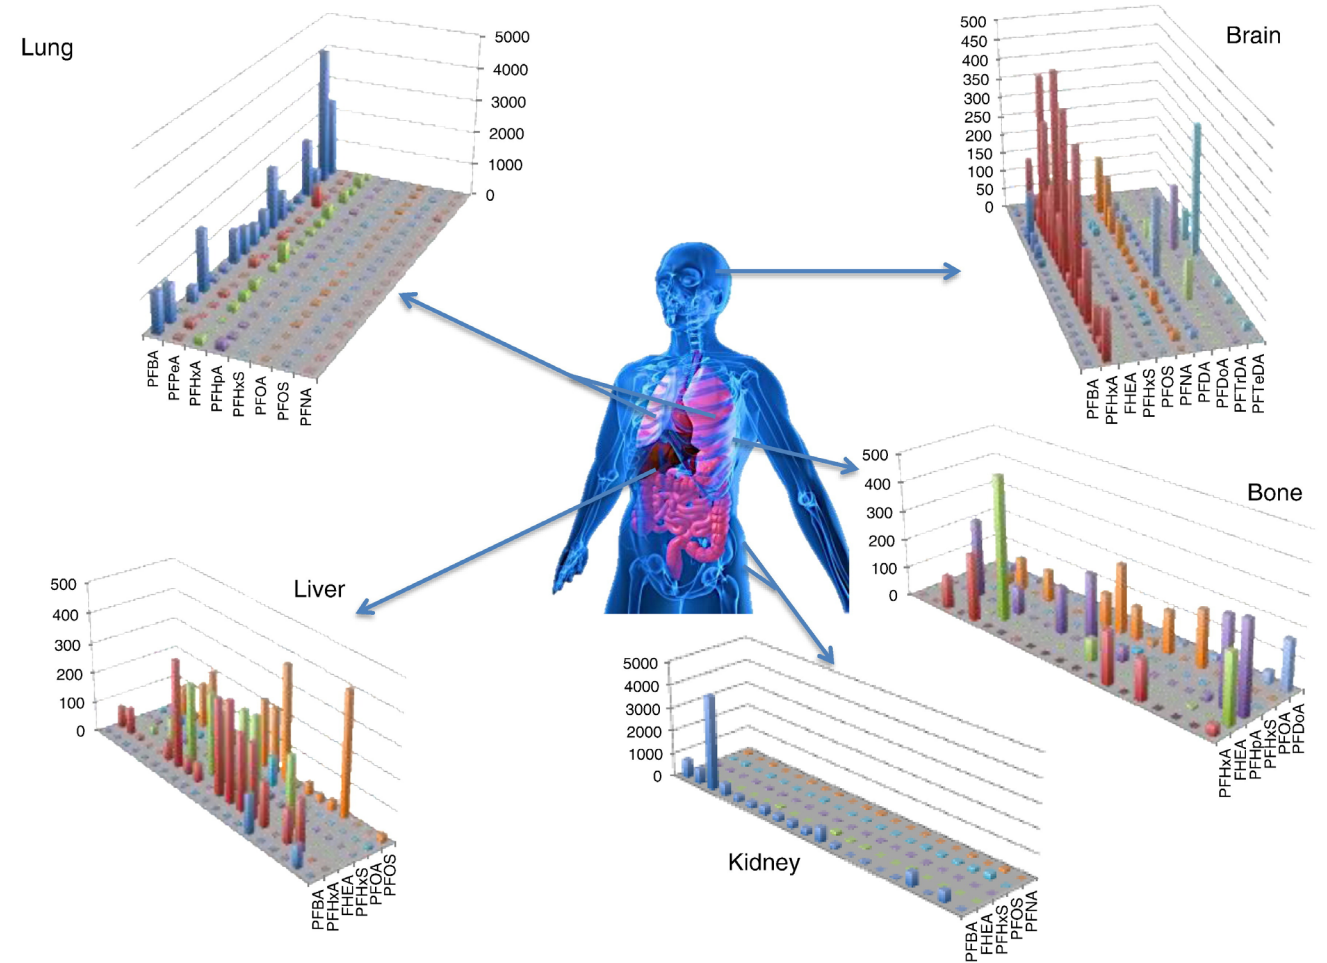 Lung
5000
4000
3000
2000
1000
0
PFBA
PFPeA
PFHxA
PFHpA
PFHxS
PFOA
PFOS
PFNA
Brain
500
450
400
350
300
250
200
150
100
50
0
PFBA
PFHxA
FHEA
PFHxS
PFOS
PFNA
PFDA
PFDoA
PFTrDA
PFTeDA
Bone
500
400
300
200
100
0
PFHxA
FHEA
PFHpA
PFHxS
PFOA
PFDoA
Liver
500
400
300
200
100
0
PFBA
PFHxA
FHEA
PFHxS
PFOA
PFOS
Kidney
5000
4000
3000
2000
1000
0
PFBA
FHEA
PFHxS
PFOS
PFNA